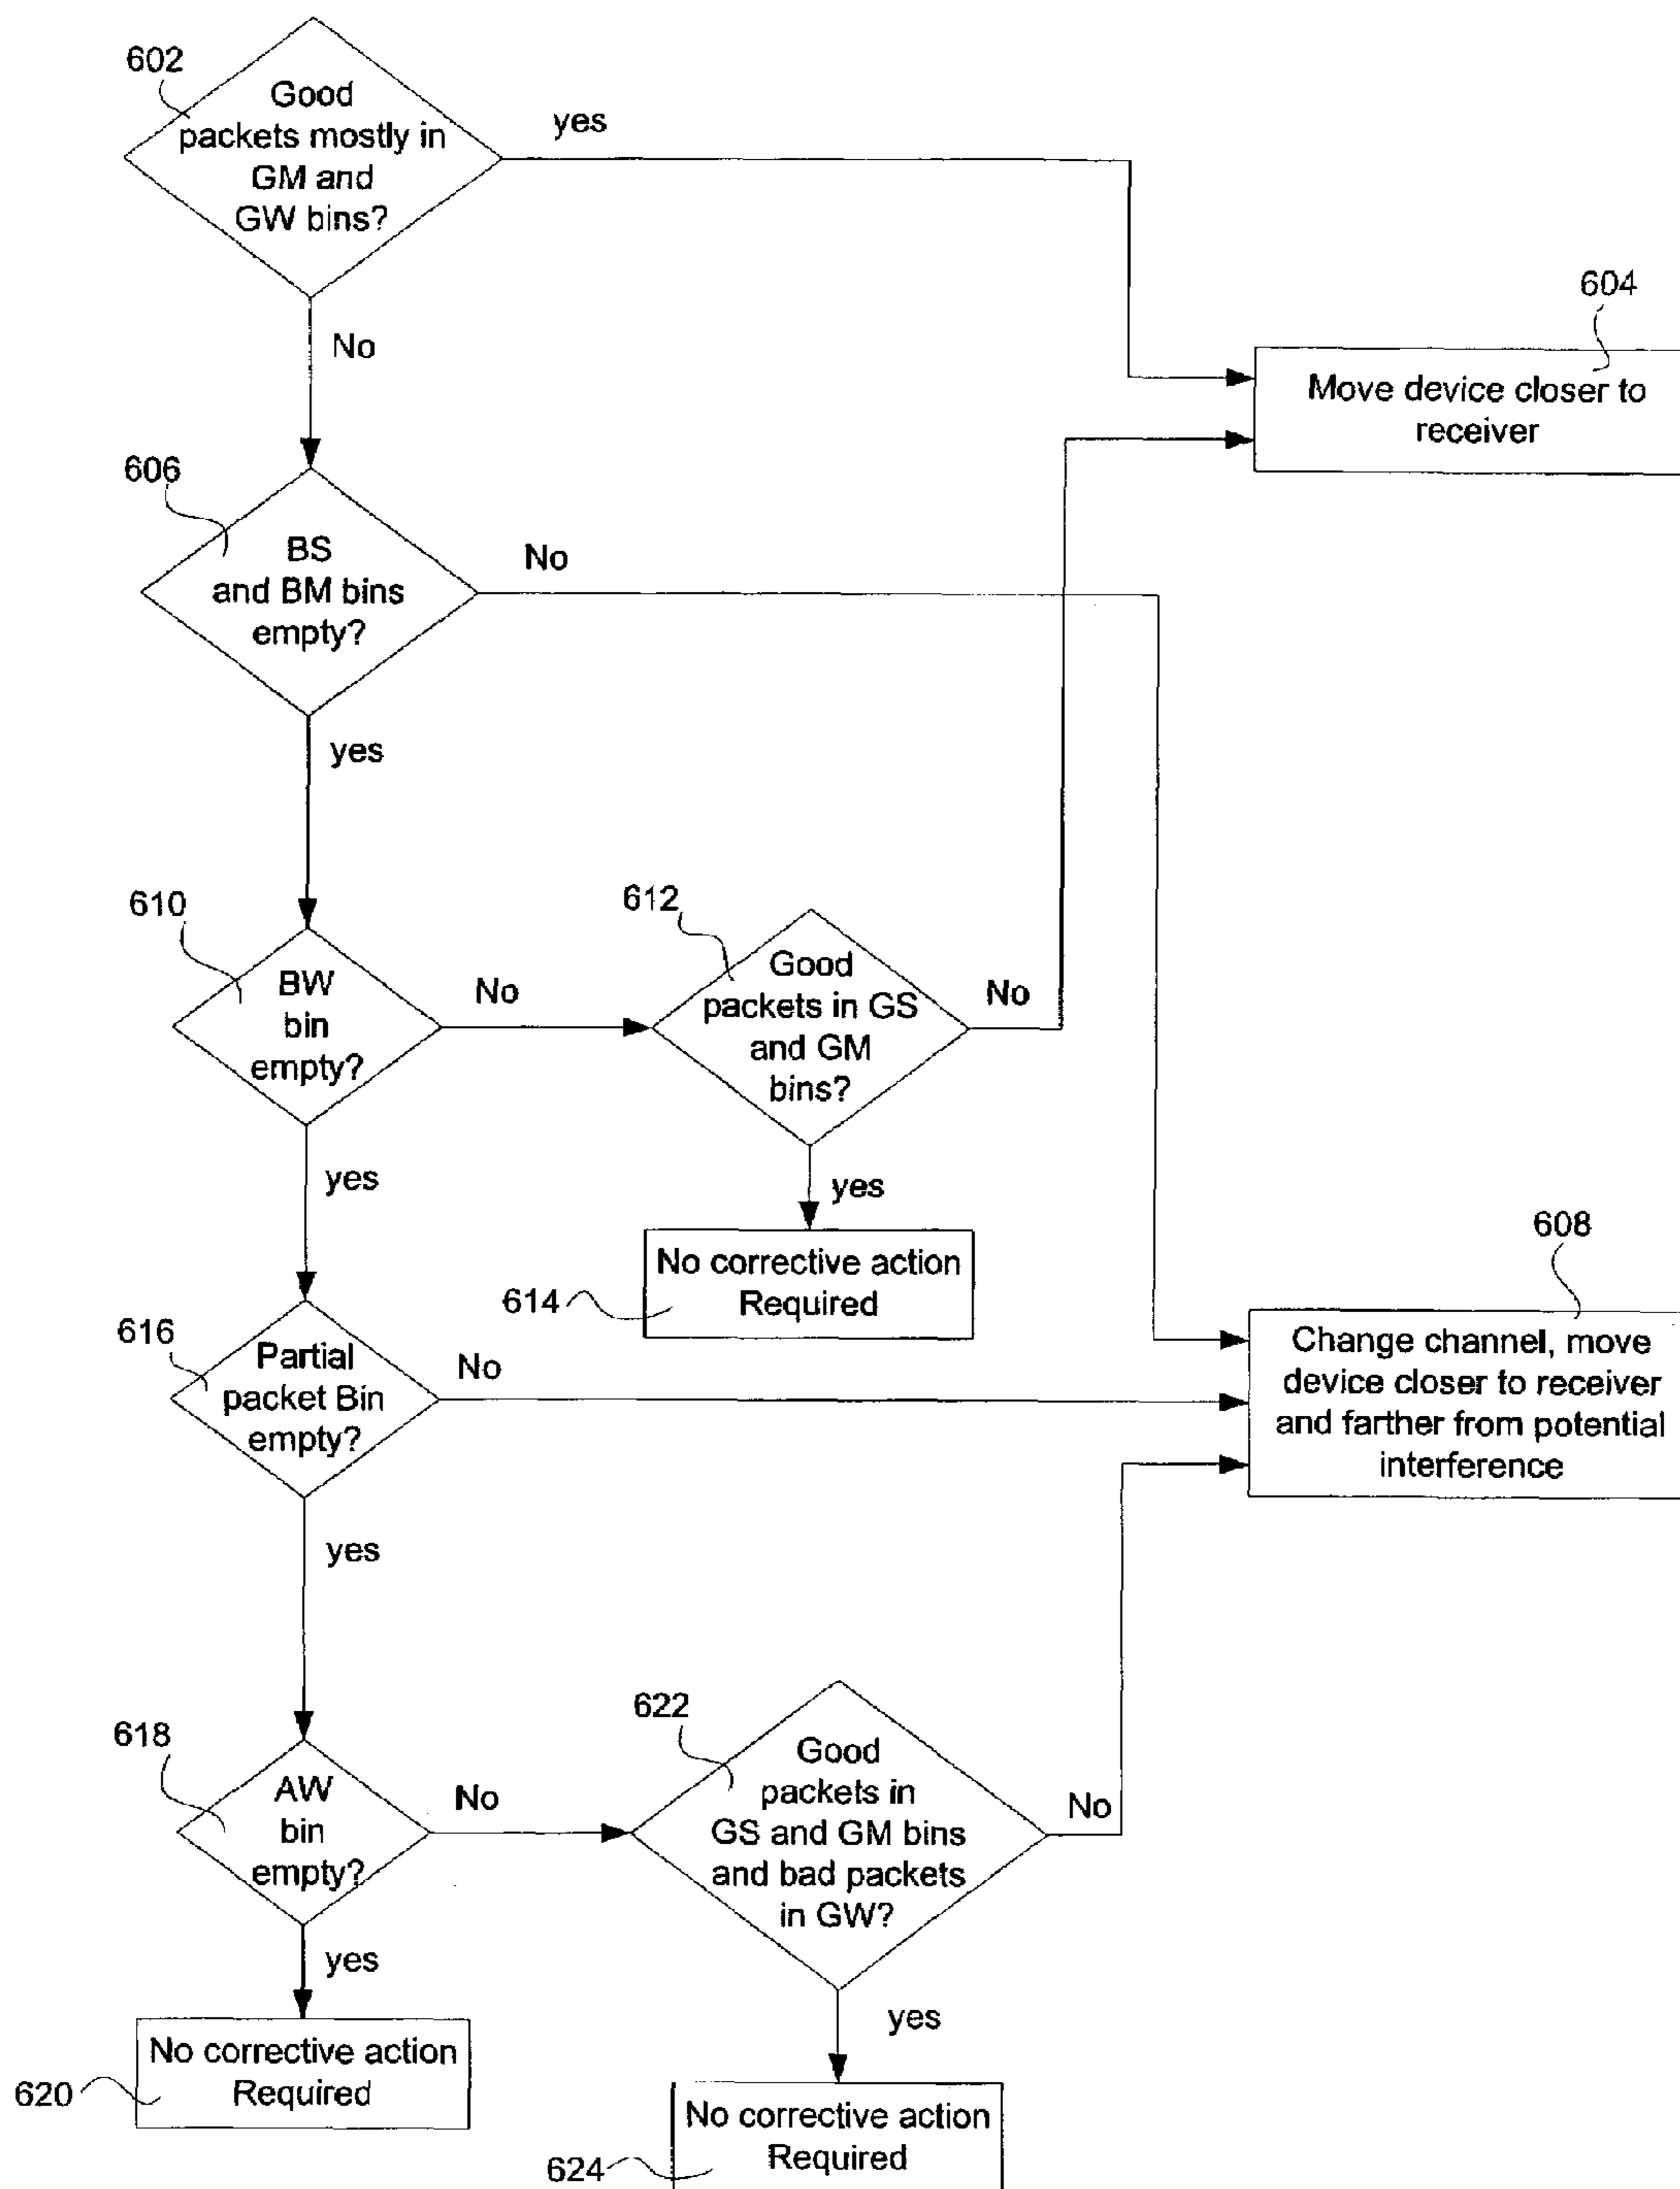 602
Good
packets mostly in
GM and
GW bins?
yes
No
604
Move device closer to
receiver
606
BS
and BM bins
empty?
No
yes
610
BW
bin
empty?
No
612
Good
packets in GS
and GM
bins?
No
yes
yes
614
No corrective action
Required
608
Change channel, move
device closer to receiver
and farther from potential
interference
616
Partial
packet Bin
empty?
No
yes
618
AW
bin
empty?
No
622
Good
packets in
GS and GM bins
and bad packets
in GW?
No
yes
yes
620
No corrective action
Required
624
No corrective action
Required